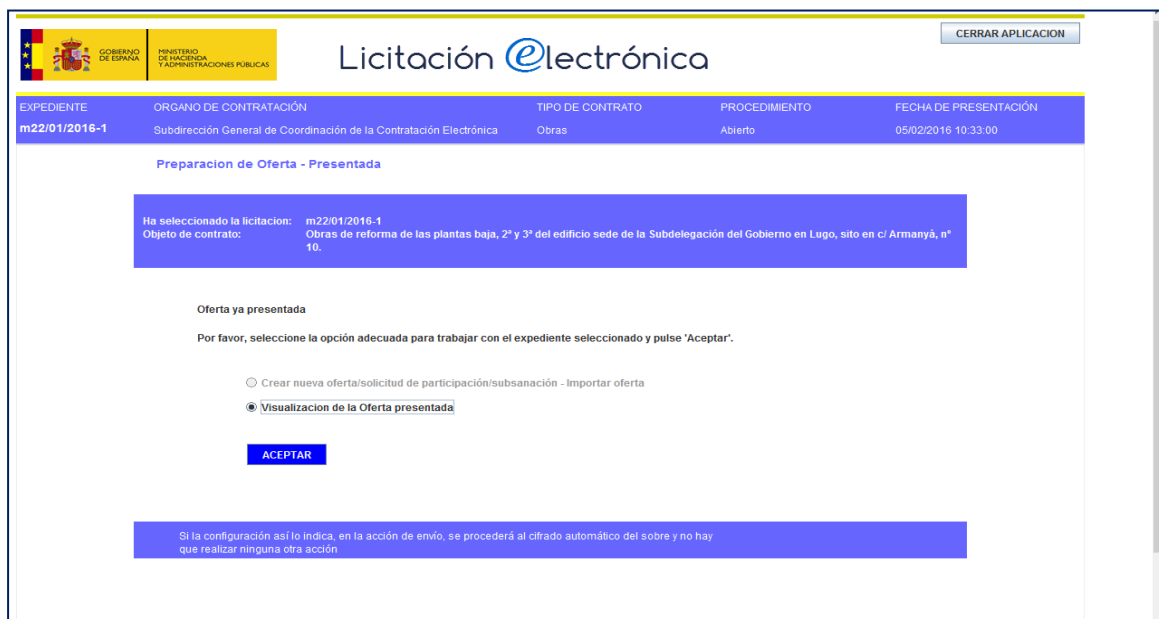 CERRAR APLICACION
GOBIERNO
DE ESPAÑA
MINISTERIO
DE HACIENDA
Y ADMINISTRACIONES PÚBLICAS
Licitación electrónica
EXPEDIENTE ORGANO DE CONTRATACIÓN TIPO DE CONTRATO PROCEDIMIENTO FECHA DE PRESENTACIÓN
m22/01/2016-1 Subdirección General de Coordinación de la Contratación Electrónica Obras Abierto 05/02/2016 10:33:00
Preparacion de Oferta - Presentada
Ha seleccionado la licitacion: m22/01/2016-1
Objeto de contrato: Obras de reforma de las plantas baja, 2ª y 3ª del edificio sede de la Subdelegación del Gobierno en Lugo, sito en c/ Armanyá, nº
10.
Oferta ya presentada
Por favor, seleccione la opción adecuada para trabajar con el expediente seleccionado y pulse 'Aceptar'.
Crear nueva oferta/solicitud de participación/subsanación - Importar oferta
Visualizacion de la Oferta presentada
ACEPTAR
Si la configuración así lo indica, en la acción de envío, se procederá al cifrado automático del sobre y no hay
que realizar ninguna otra acción